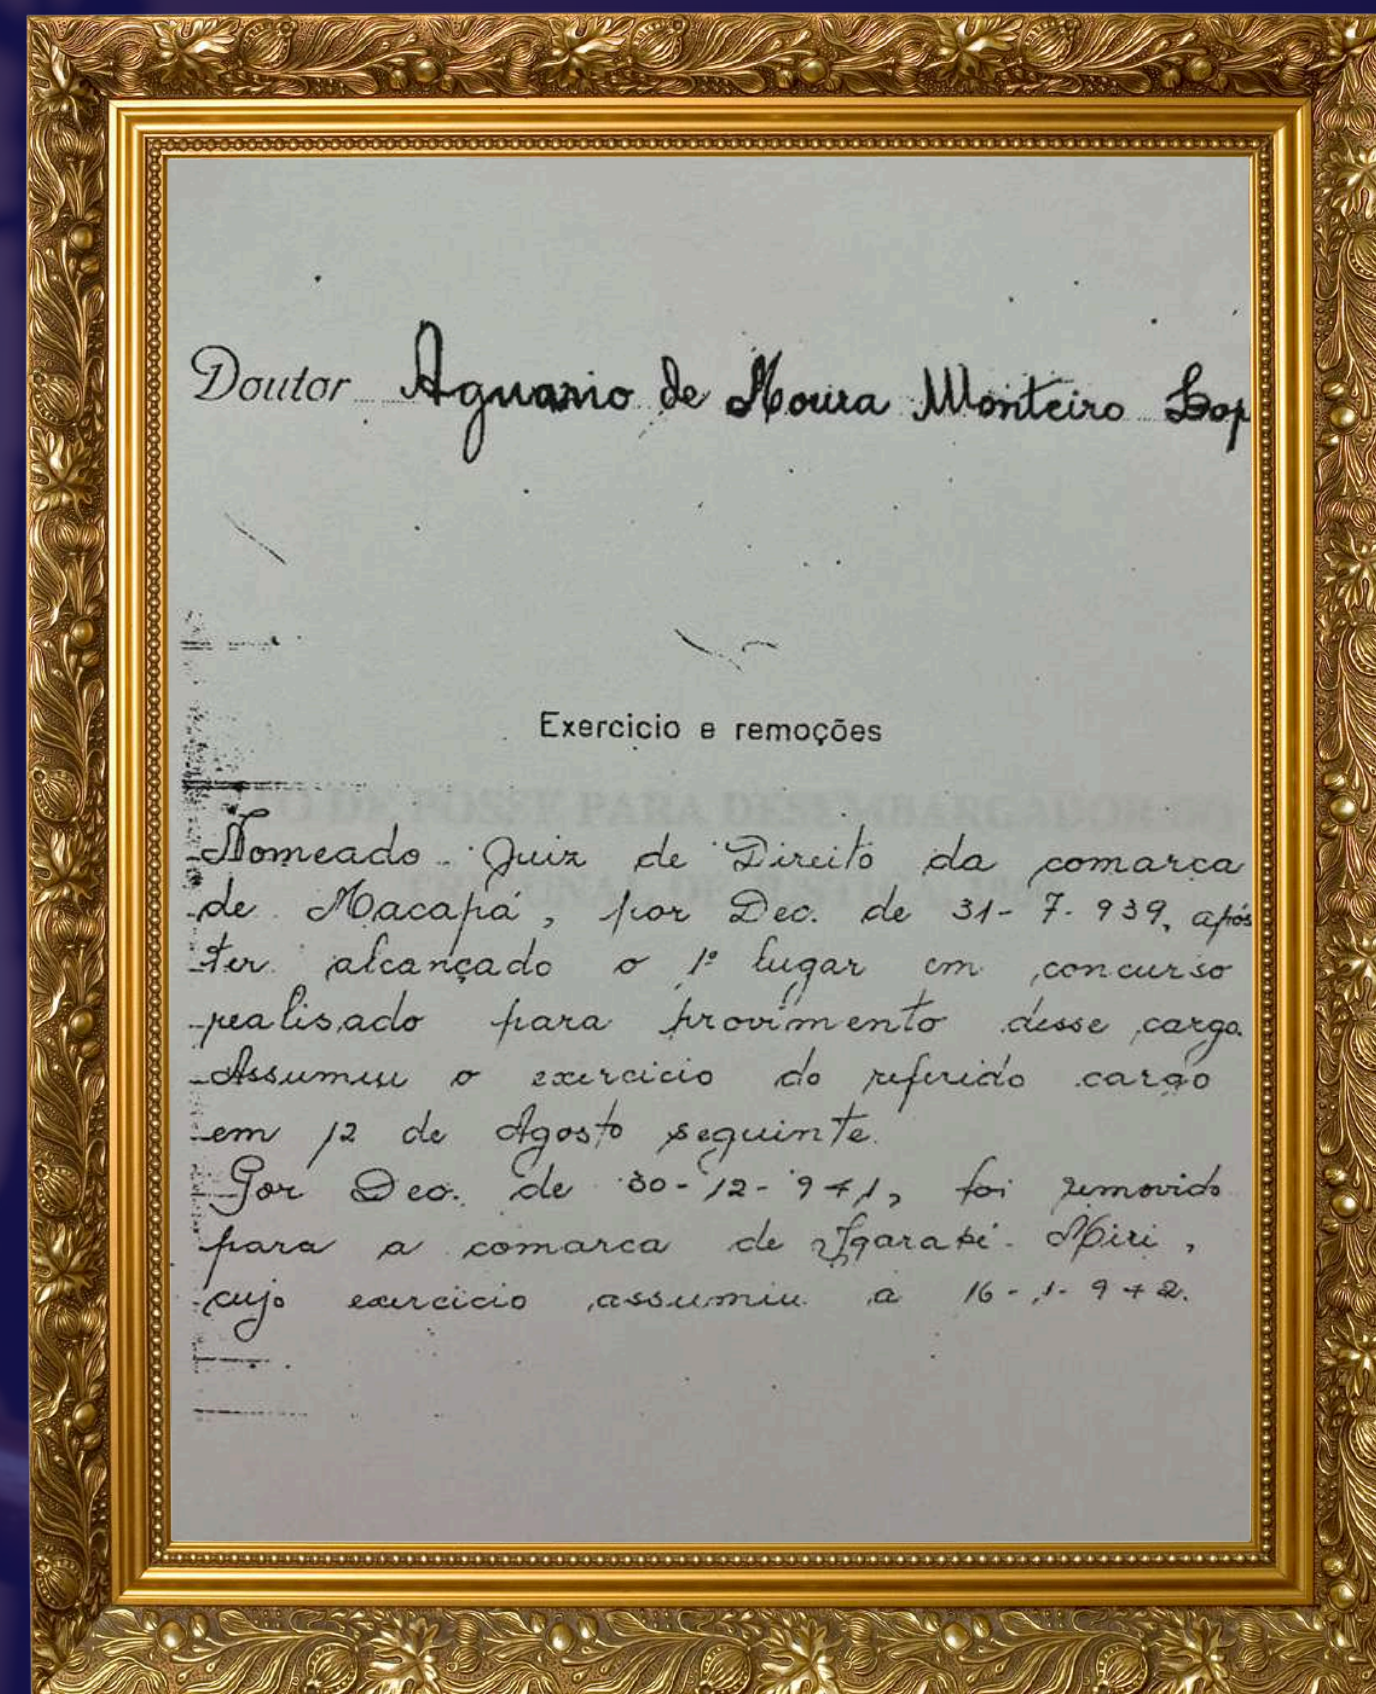 Doutor Aguario de Moura Monteiro Lop
Exercicio e remoções
Nomeado Juiz de Direito da comarca
de Macapá, por Dec. de 31-7-939, após
ter alcançado o 1º lugar em concurso
realisado para provimento desse cargo.
Assumiu o exercicio do referido cargo
em 12 de Agosto seguinte.
Por Dec. de 30-12-941, foi removido
para a comarca de Igarapé-Miri,
cujo exercicio assumiu a 16-1-942.